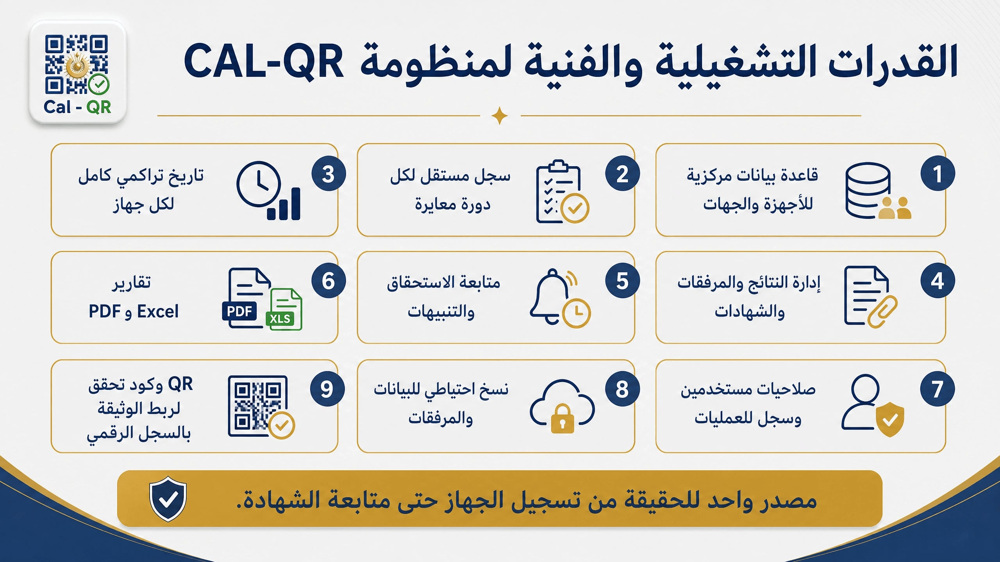 القدرات التشغيلية والفنية لمنظومة CAL-QR
Cal - QR
1
قاعدة بيانات مركزية
للأجهزة والجهات
2
سجل مستقل لكل
دورة معايرة
3
تاريخ تراكمي كامل
لكل جهاز
4
إدارة النتائج والمرفقات
والشهادات
5
متابعة الاستحقاق
والتنبيهات
6
تقارير
PDF و Excel
PDF
XLS
7
صلاحيات مستخدمين
وسجل للعمليات
8
نسخ احتياطي للبيانات
والمرفقات
9
QR وكود تحقق
لربط الوثيقة
بالسجل الرقمي
مصدر واحد للحقيقة من تسجيل الجهاز حتى متابعة الشهادة.